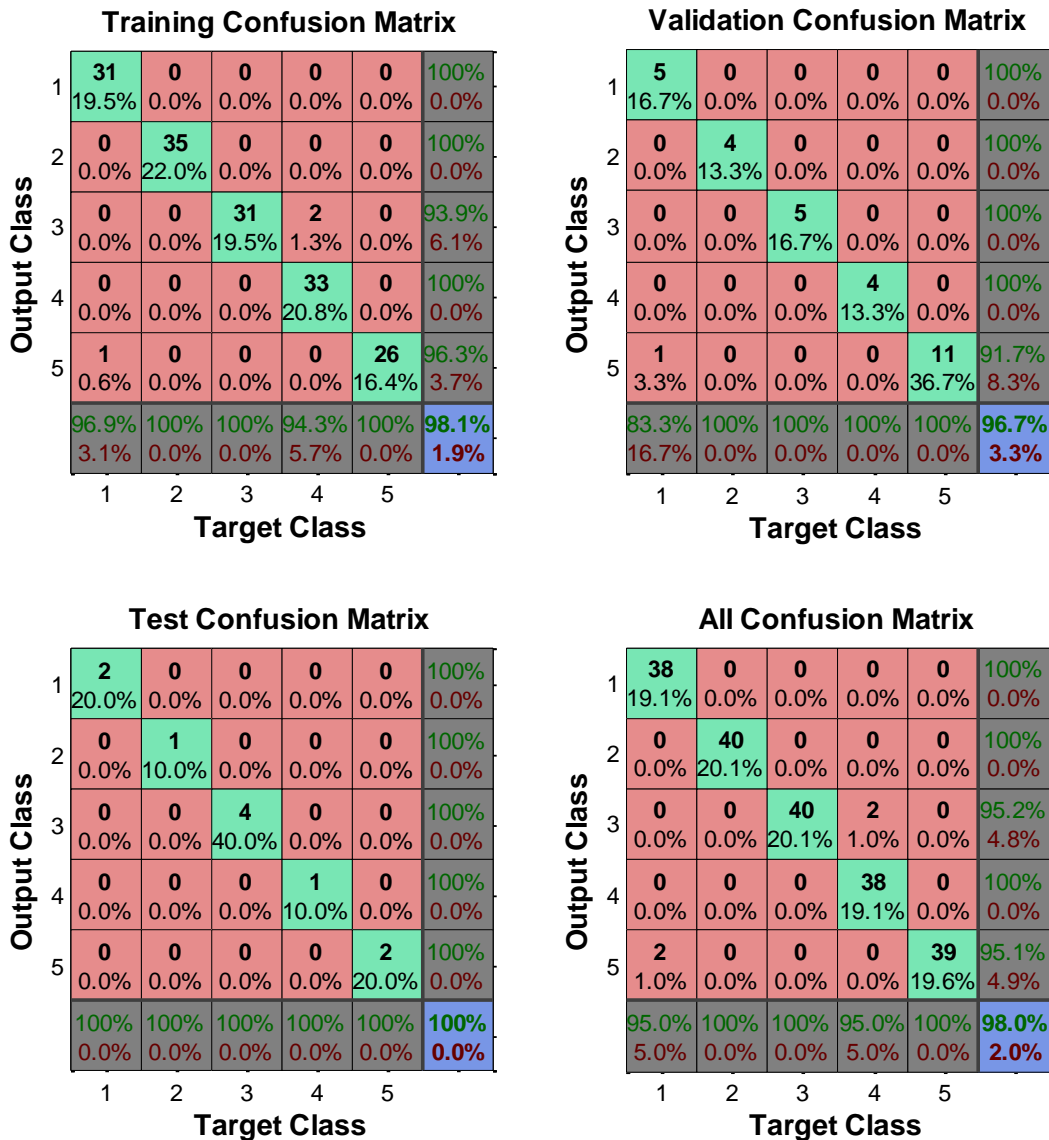 Training Confusion Matrix
31 0 0 0 0 100%
1
19.5% 0.0% 0.0% 0.0% 0.0% 0.0%
0 35 0 0 0 100%
2
0.0% 22.0% 0.0% 0.0% 0.0% 0.0%
0 0 31 2 0 93.9%
3
0.0% 0.0% 19.5% 1.3% 0.0% 6.1%
0 0 0 33 0 100%
4
0.0% 0.0% 0.0% 20.8% 0.0% 0.0%
1 0 0 0 26 96.3%
5
0.6% 0.0% 0.0% 0.0% 16.4% 3.7%
96.9% 100% 100% 94.3% 100% 98.1%
3.1% 0.0% 0.0% 5.7% 0.0% 1.9%
1 2 3 4 5
Target Class
Output Class
Validation Confusion Matrix
5 0 0 0 0 100%
1
16.7% 0.0% 0.0% 0.0% 0.0% 0.0%
0 4 0 0 0 100%
2
0.0% 13.3% 0.0% 0.0% 0.0% 0.0%
0 0 5 0 0 100%
3
0.0% 0.0% 16.7% 0.0% 0.0% 0.0%
0 0 0 4 0 100%
4
0.0% 0.0% 0.0% 13.3% 0.0% 0.0%
1 0 0 0 11 91.7%
5
3.3% 0.0% 0.0% 0.0% 36.7% 8.3%
83.3% 100% 100% 100% 100% 96.7%
16.7% 0.0% 0.0% 0.0% 0.0% 3.3%
1 2 3 4 5
Target Class
Output Class
Test Confusion Matrix
2 0 0 0 0 100%
1
20.0% 0.0% 0.0% 0.0% 0.0% 0.0%
0 1 0 0 0 100%
2
0.0% 10.0% 0.0% 0.0% 0.0% 0.0%
0 0 4 0 0 100%
3
0.0% 0.0% 40.0% 0.0% 0.0% 0.0%
0 0 0 1 0 100%
4
0.0% 0.0% 0.0% 10.0% 0.0% 0.0%
0 0 0 0 2 100%
5
0.0% 0.0% 0.0% 0.0% 20.0% 0.0%
100% 100% 100% 100% 100% 100%
0.0% 0.0% 0.0% 0.0% 0.0% 0.0%
1 2 3 4 5
Target Class
Output Class
All Confusion Matrix
38 0 0 0 0 100%
1
19.1% 0.0% 0.0% 0.0% 0.0% 0.0%
0 40 0 0 0 100%
2
0.0% 20.1% 0.0% 0.0% 0.0% 0.0%
0 0 40 2 0 95.2%
3
0.0% 0.0% 20.1% 1.0% 0.0% 4.8%
0 0 0 38 0 100%
4
0.0% 0.0% 0.0% 19.1% 0.0% 0.0%
2 0 0 0 39 95.1%
5
1.0% 0.0% 0.0% 0.0% 19.6% 4.9%
95.0% 100% 100% 95.0% 100% 98.0%
5.0% 0.0% 0.0% 5.0% 0.0% 2.0%
1 2 3 4 5
Target Class
Output Class